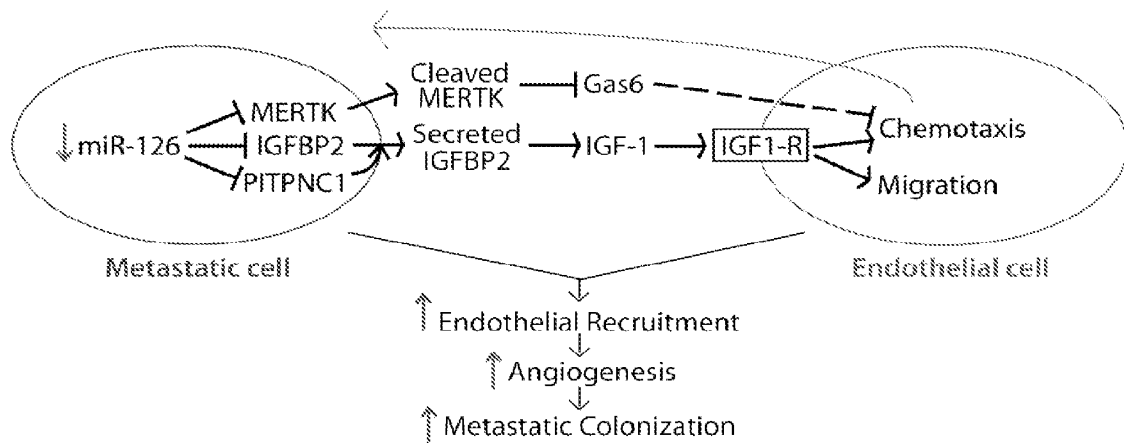 Cleaved
MERTK
Gas6
MERTK
miR-126
IGFBP2
Secreted
IGFBP2
IGF-1
IGF1-R
Chemotaxis
PITPNC1
Migration
Metastatic cell
Endothelial cell
Endothelial Recruitment
Angiogenesis
Metastatic Colonization